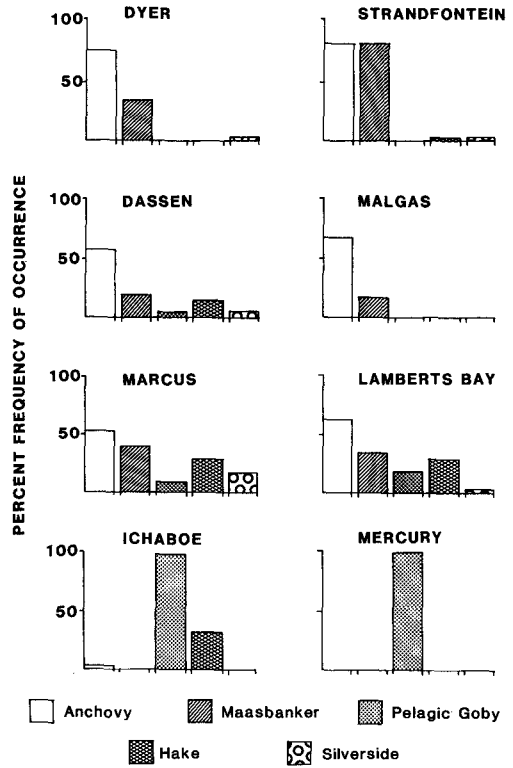 DYER
STRANDFONTEIN
100
50
DASSEN
MALGAS
100
50
MARCUS
LAMBERTS BAY
100
50
ICHABOE
MERCURY
100
50
PERCENT FREQUENCY OF OCCURRENCE
Anchovy
Maasbanker
Pelagic Goby
Hake
Silverside